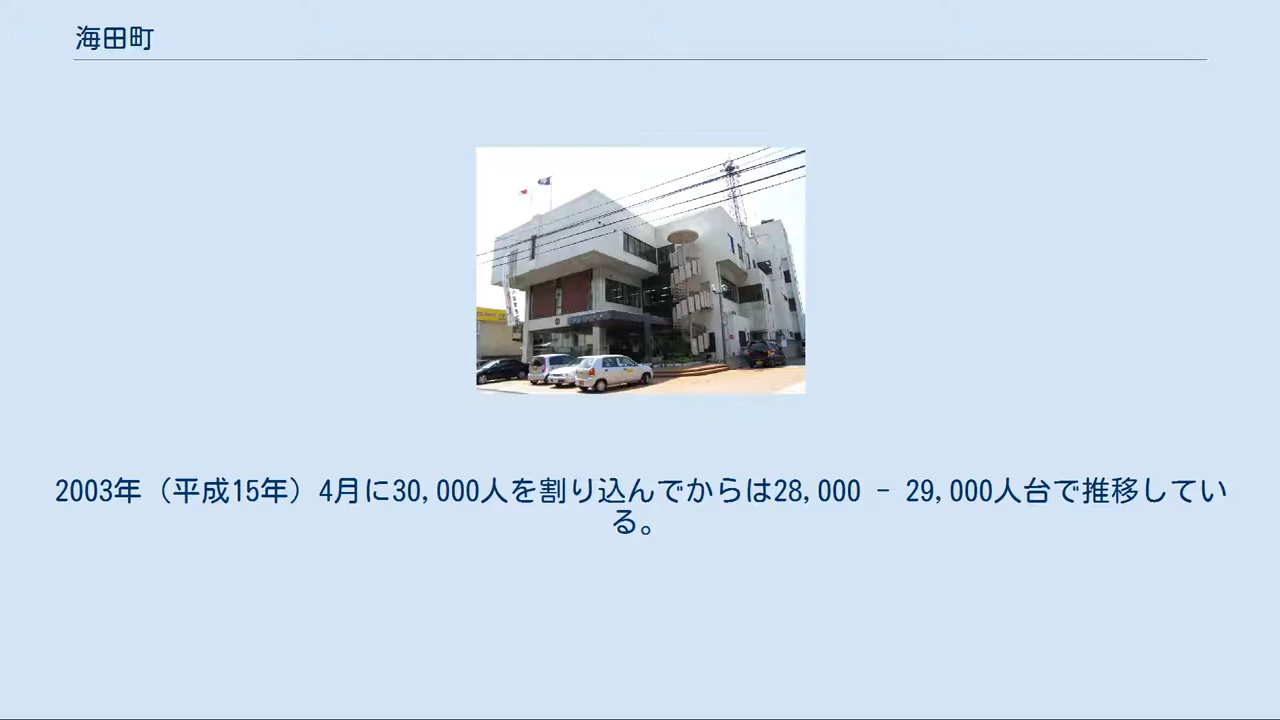 海田町
2003年（平成15年）4月に30,000人を割り込んでからは28,000 - 29,000人台で推移してい
る。